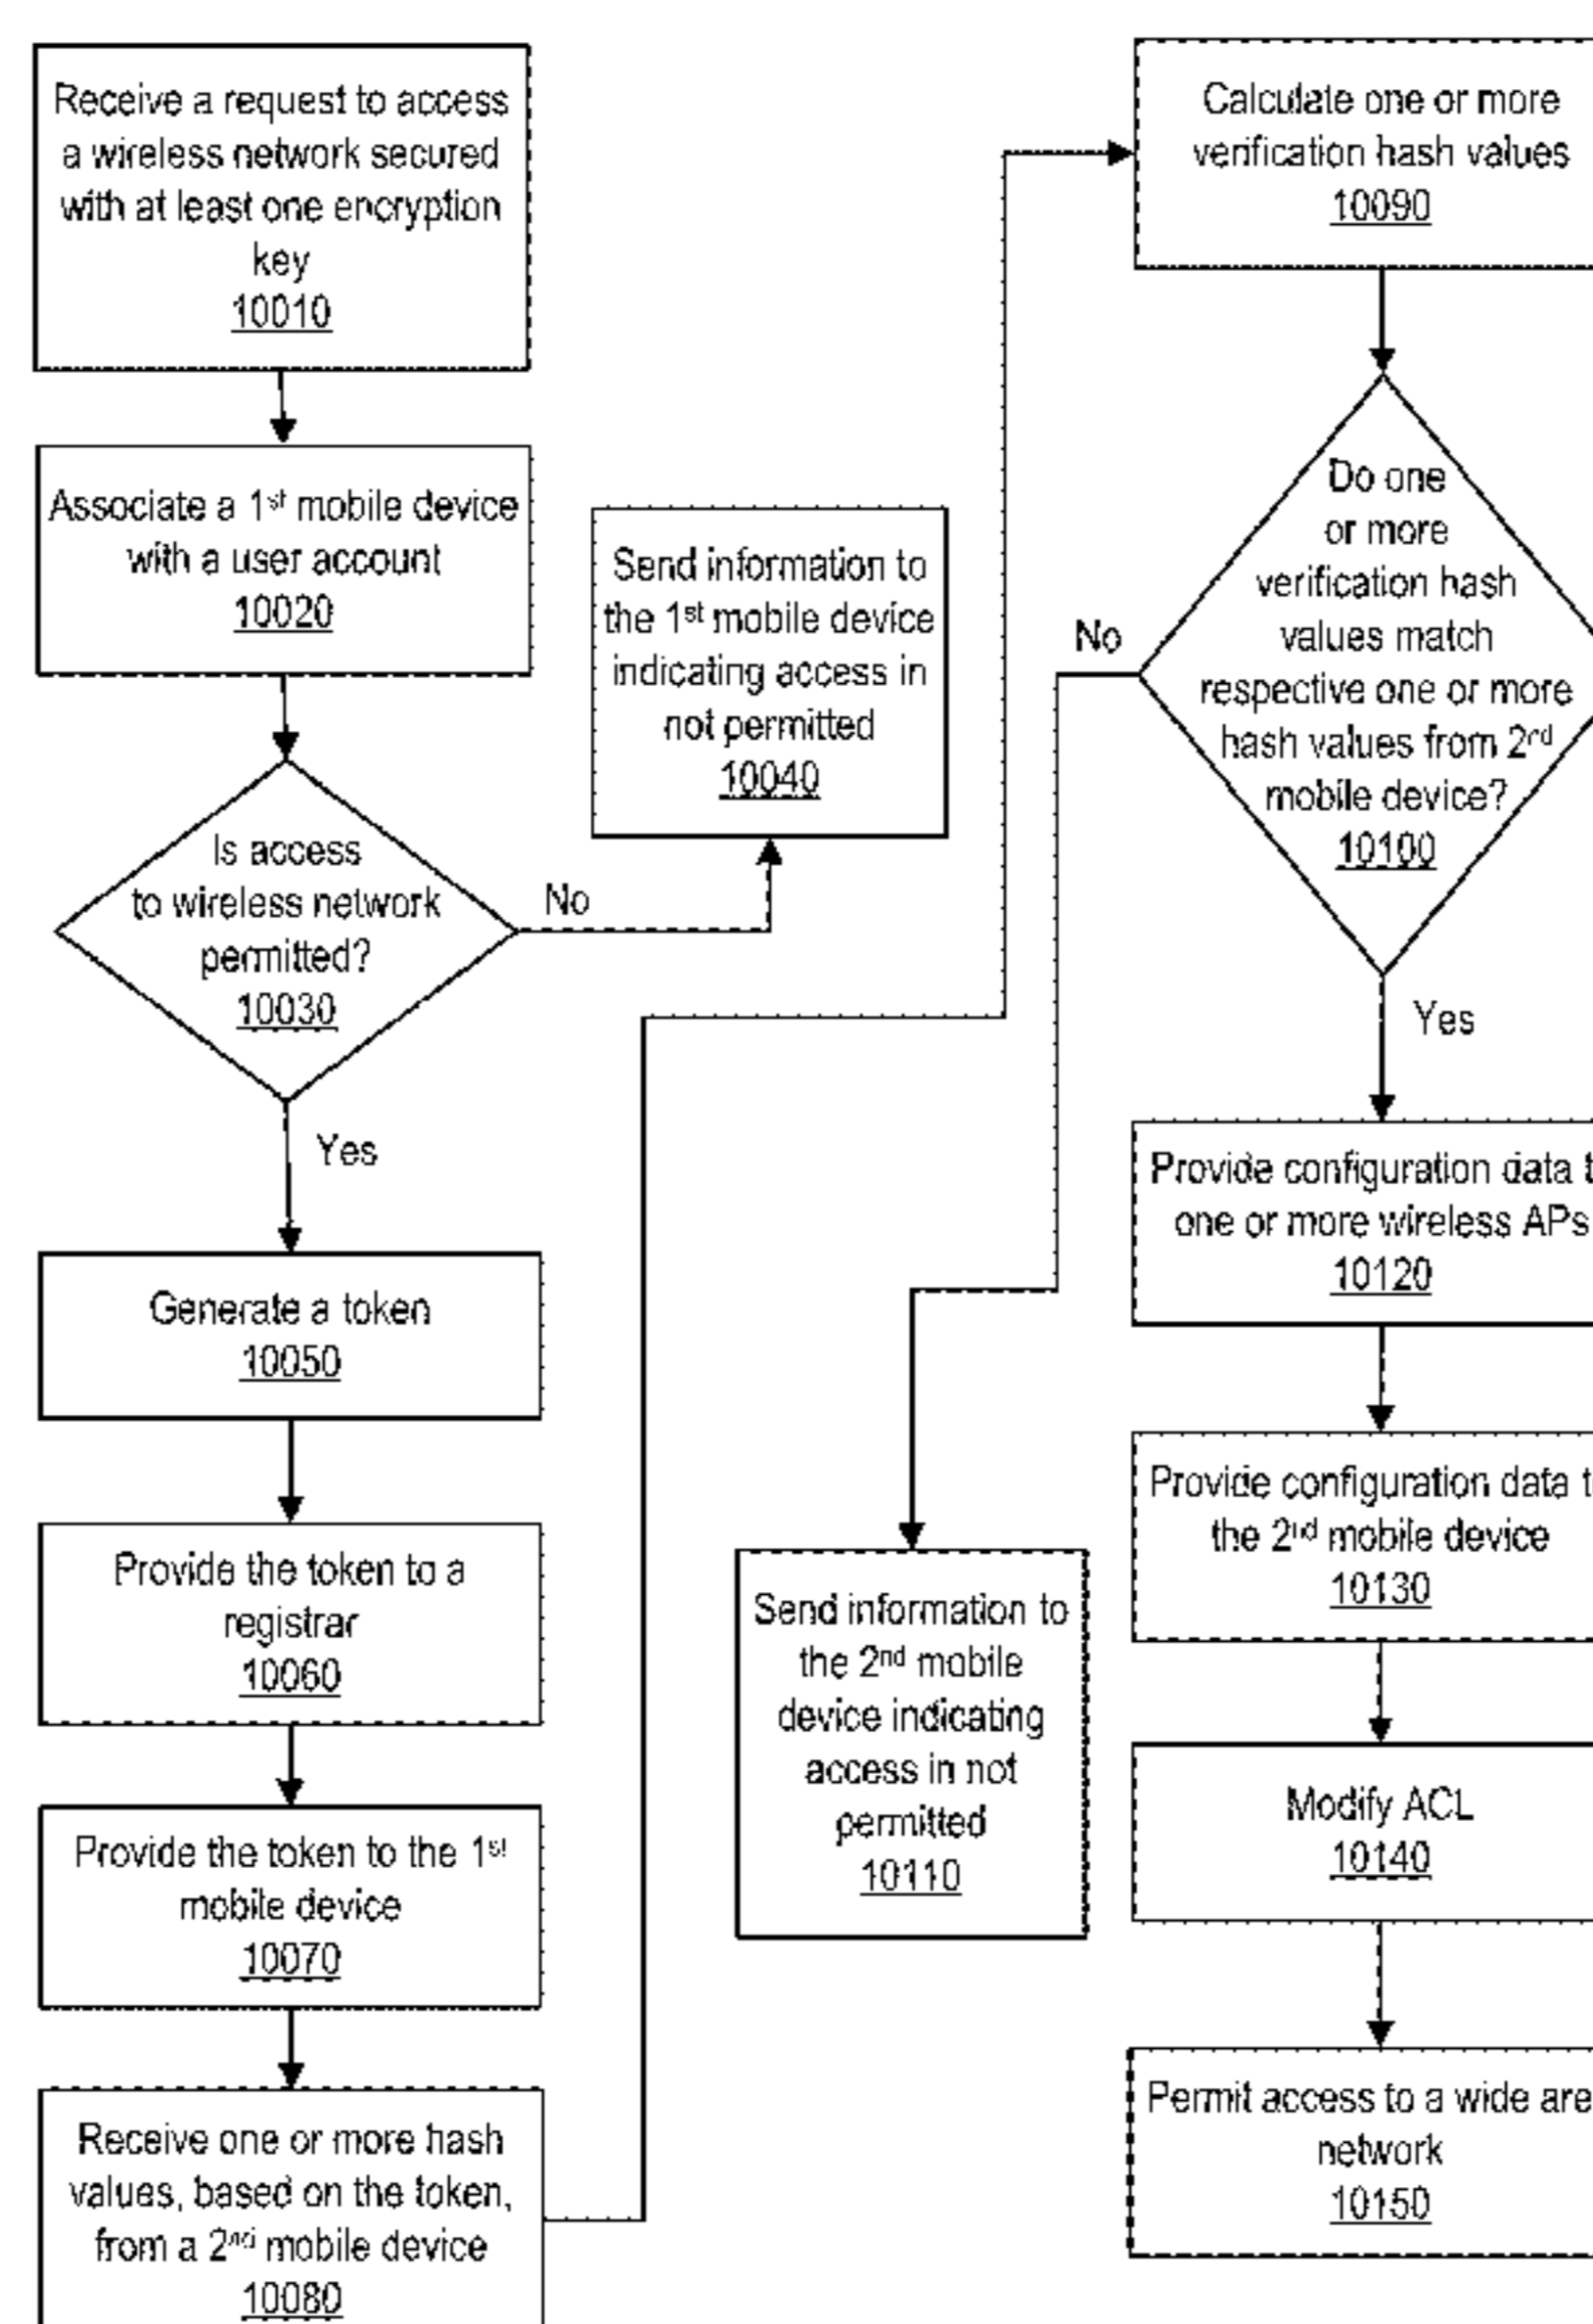 Receive a request to access
a wireless network secured
with at least one encryption
key
10010
Associate a 1st mobile device
with a user account
10020
Is access
to wireless network
permitted?
10030
No
Send information to
the 1st mobile device
indicating access in
not permitted
10040
Yes
Generate a token
10050
Provide the token to a
registrar
10060
Provide the token to the 1st
mobile device
10070
Receive one or more hash
values, based on the token,
from a 2nd mobile device
10080
Calculate one or more
verification hash values
10090
Do one
or more
verification hash
values match
respective one or more
hash values from 2nd
mobile device?
10100
No
Send information to
the 2nd mobile
device indicating
access in not
permitted
10110
Yes
Provide configuration data
one or more wireless APs
10120
Provide configuration data
the 2nd mobile device
10130
Modify ACL
10140
Permit access to a wide
network
10150